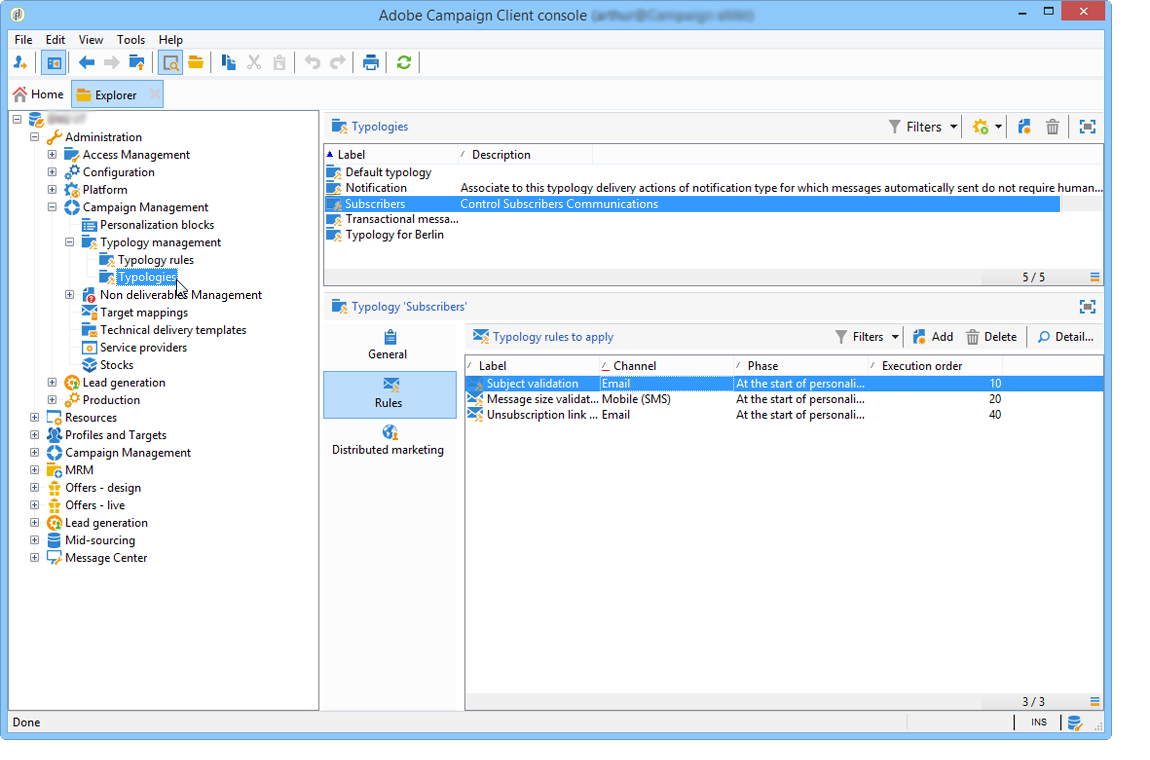 Adobe Campaign Client console
File Edit View Tools Help
Home Explorer
Administration
Access Management
Configuration
Platform
Campaign Management
Personalization blocks
Typology management
Typology rules
Typologies
Non deliverables Management
Target mappings
Technical delivery templates
Service providers
Stocks
Lead generation
Production
Resources
Profiles and Targets
Campaign Management
MRM
Offers - design
Offers - live
Lead generation
Mid-sourcing
Message Center
Typologies Filters
Label Description
Default typology
Notification Associate to this typology delivery actions of notification type for which messages automatically sent do not require human...
Subscribers Control Subscribers Communications
Transactional messa...
Typology for Berlin
5 / 5
Typology 'Subscribers'
General
Rules
Distributed marketing
Typology rules to apply Filters Add Delete Detail...
Label Channel Phase Execution order
Subject validation Email At the start of personali... 10
Message size validat... Mobile (SMS) At the start of personali... 20
Unsubscription link ... Email At the start of personali... 40
3 / 3
Done INS